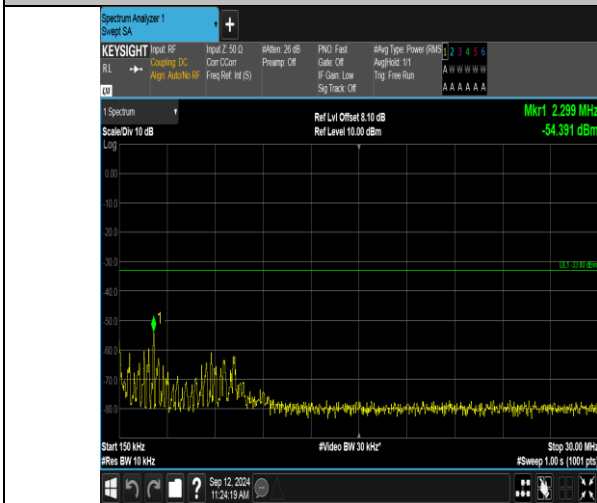 Spectrum Analyzer 1
Swept SA
+
KEYSIGHT
RL
Input: RF
Coupling: DC
Align: Auto/No RF
Input Z: 50 Ω
Corr CCorr
Freq Ref: Int (S)
#Atten: 26 dB
Preamp: Off
PNO: Fast
Gate: Off
IF Gain: Low
Sig Track: Off
#Avg Type: Power (RMS
Avg|Hold: 1/1
Trig: Free Run
1 2 3 4 5 6
A W W W W W
A A A A A A
1 Spectrum
Scale/Div 10 dB
Log
Ref Lvl Offset 8.10 dB
Ref Level 10.00 dBm
Mkr1 2.299 MHz
-54.391 dBm
0.00
-10.0
-20.0
-30.0
DL1 -33.00 dBm
-40.0
-50.0
1
-60.0
-70.0
-80.0
Start 150 kHz
#Res BW 10 kHz
#Video BW 30 kHz*
Stop 30.00 MHz
#Sweep 1.00 s (1001 pts)
?
Sep 12, 2024
11:24:19 AM